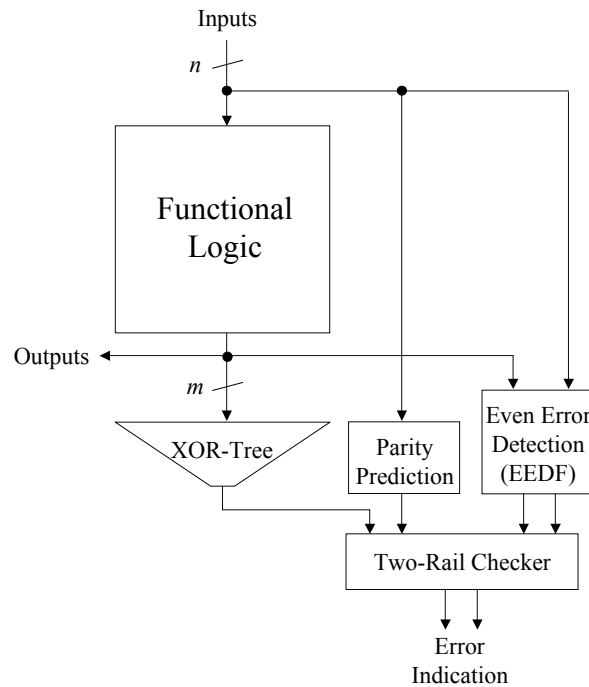 Inputs
n
Functional
Logic
Outputs
m
XOR-Tree
Parity
Prediction
Even Error
Detection
(EEDF)
Two-Rail Checker
Error
Indication